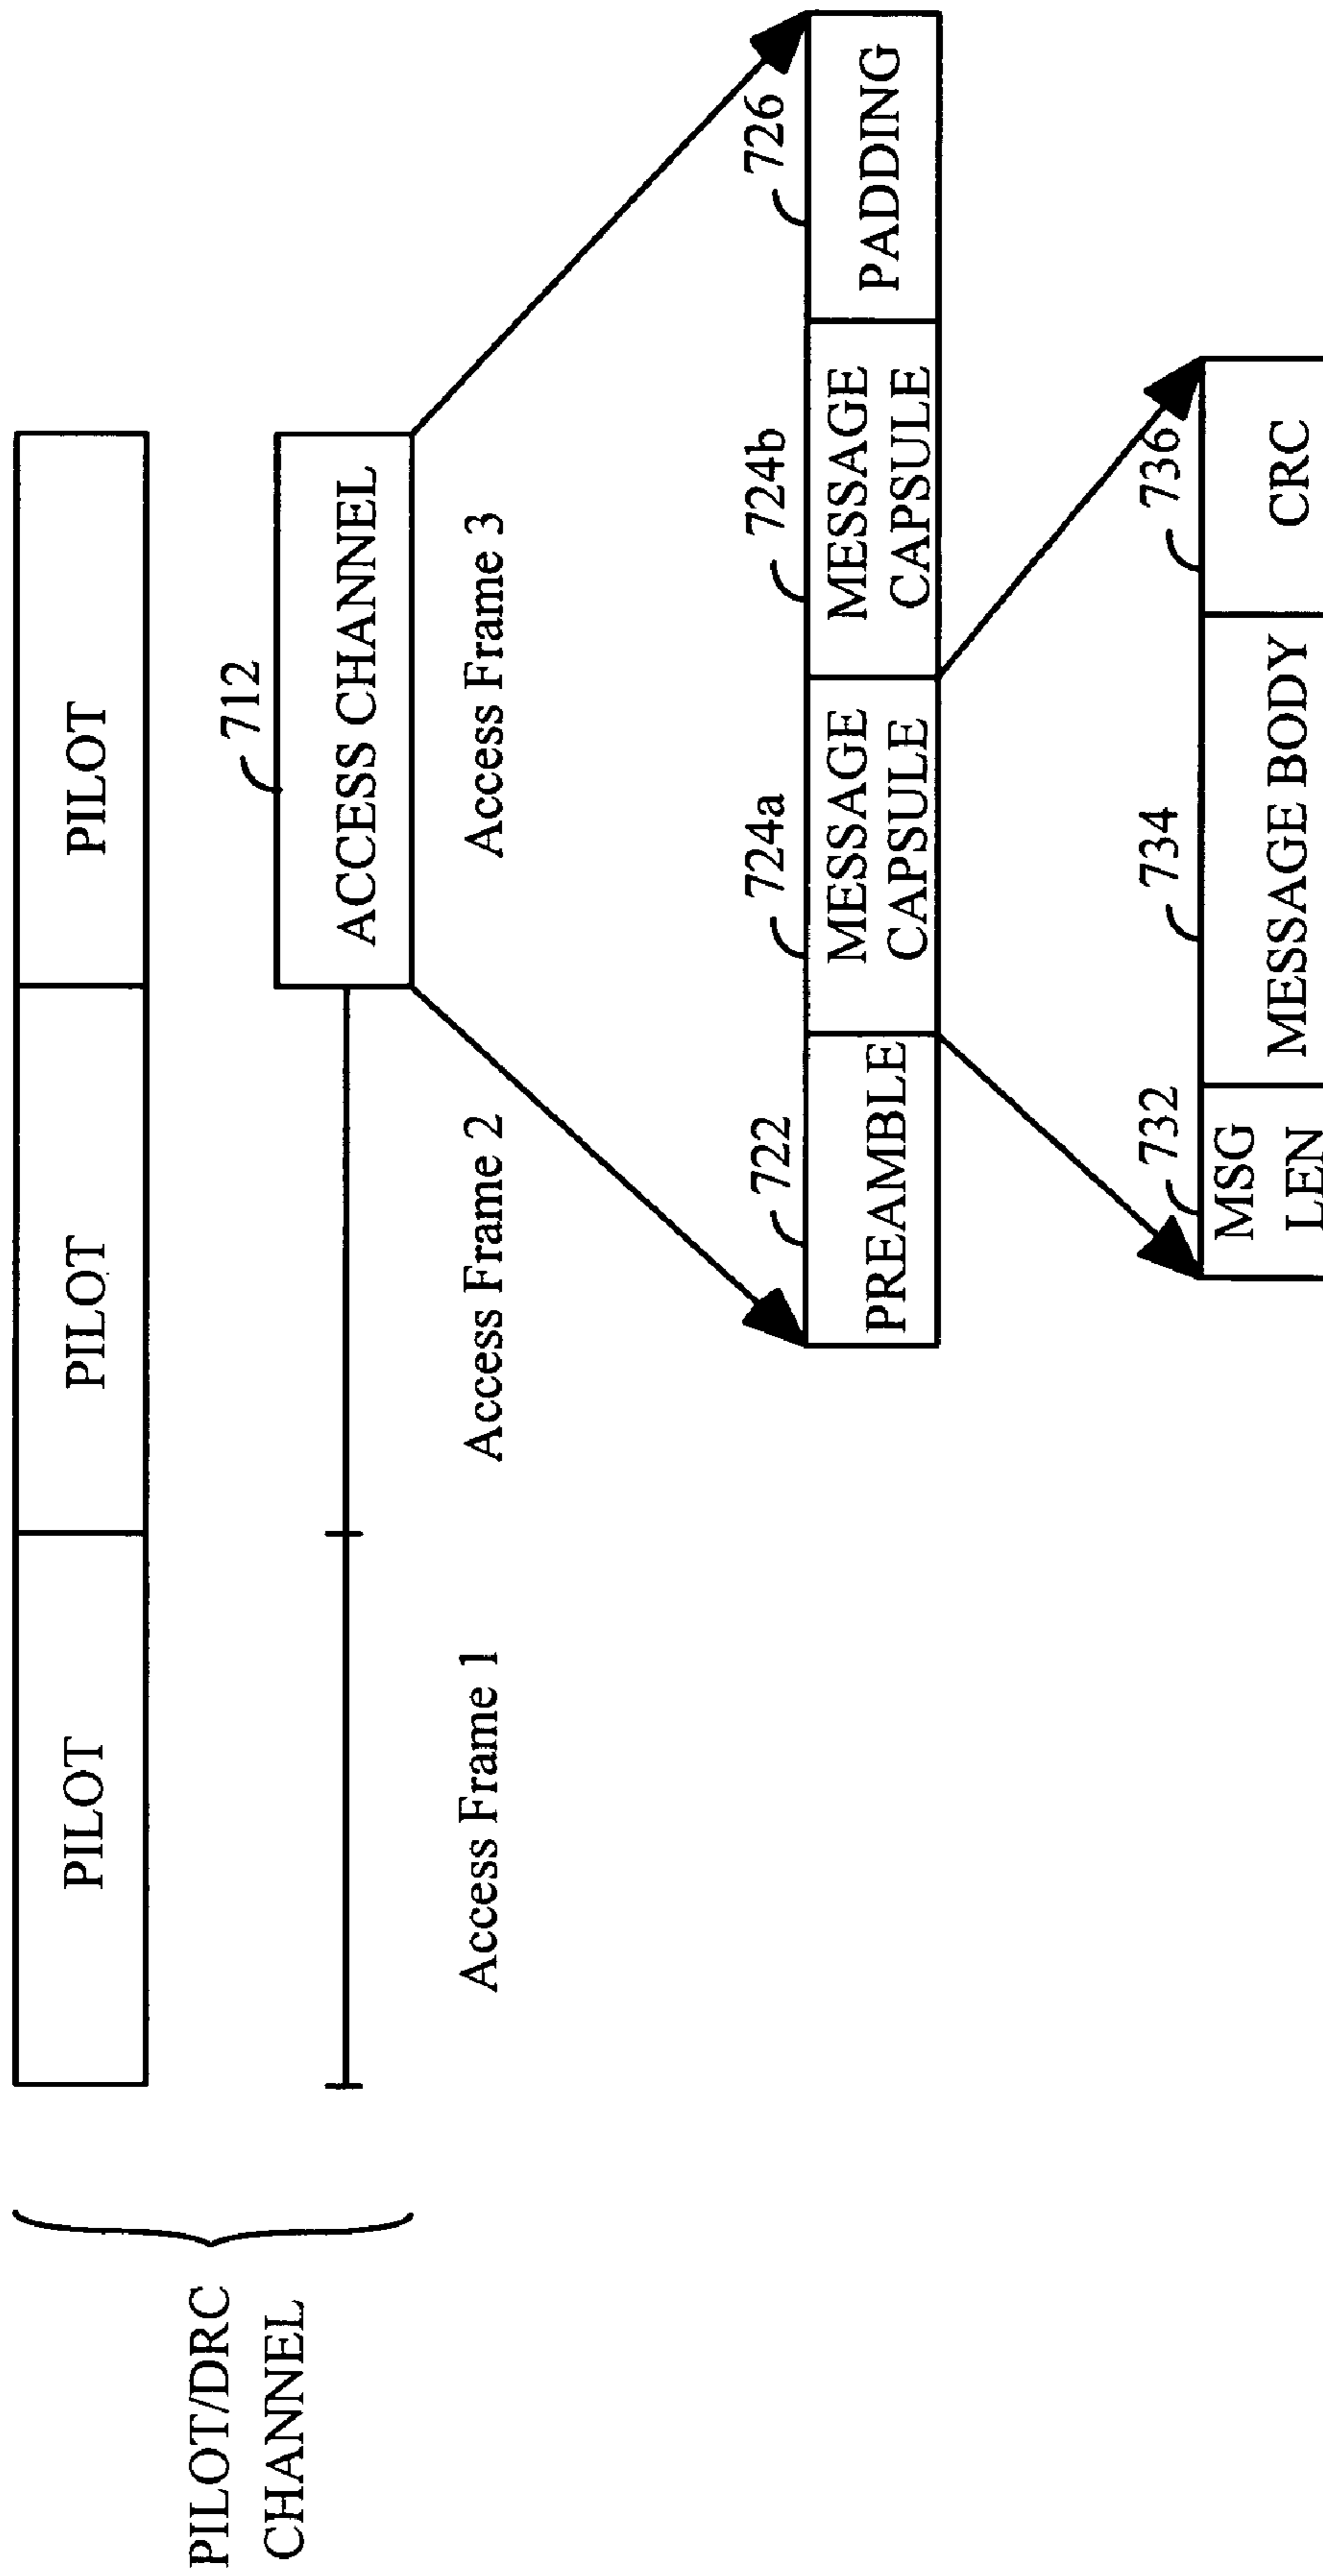 PILOT PILOT PILOT
PILOT/DRC
CHANNEL
712
ACCESS CHANNEL
Access Frame 1 Access Frame 2 Access Frame 3
722 724a 724b 726
PREAMBLE
MESSAGE
CAPSULE
MESSAGE
CAPSULE
PADDING
732 734 736
MSG
LEN
MESSAGE BODY
CRC